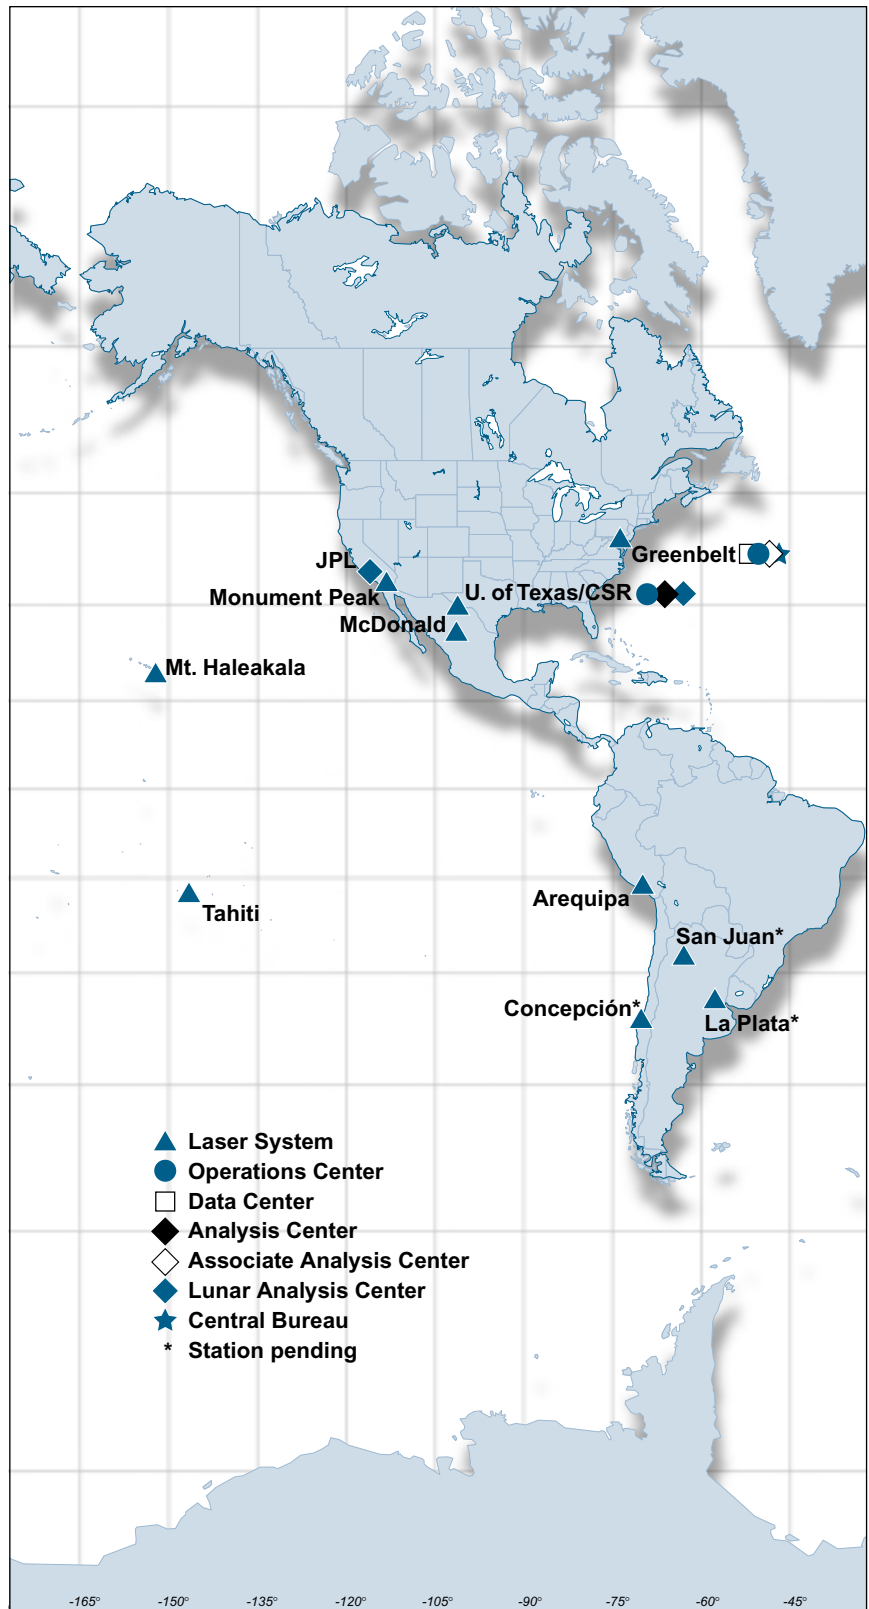 JPL
Greenbelt
Monument Peak
U. of Texas/CSR
McDonald
Mt. Haleakala
Tahiti
Arequipa
San Juan*
Concepción*
La Plata*
Laser System
Operations Center
Data Center
Analysis Center
Associate Analysis Center
Lunar Analysis Center
Central Bureau
* Station pending
-165° -150° -135° -120° -105° -90° -75° -60° -45°